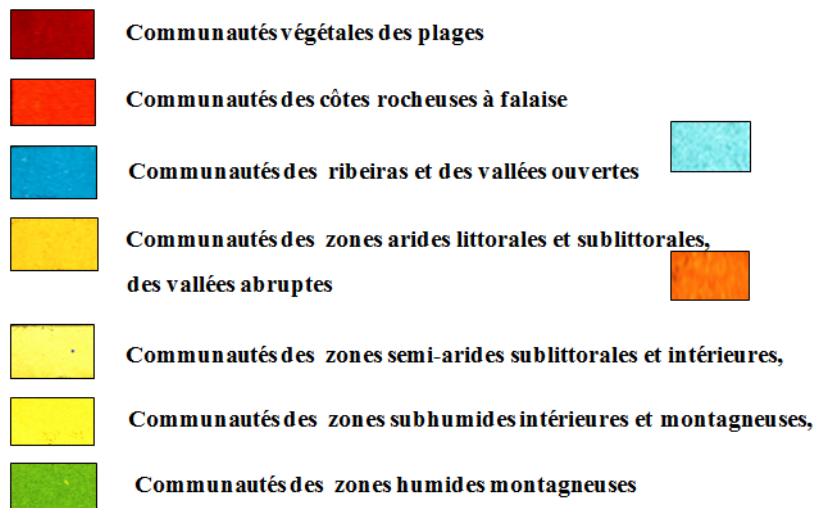 Communautés végétales des plages
Communautés des côtes rocheuses à falaise
Communautés des ribeiras et des vallées ouvertes
Communautés des zones arides littorales et sublittorales,
des vallées abruptes
Communautés des zones semi-arides sublittorales et intérieures,
Communautés des zones subhumides intérieures et montagneuses,
Communautés des zones humides montagneuses